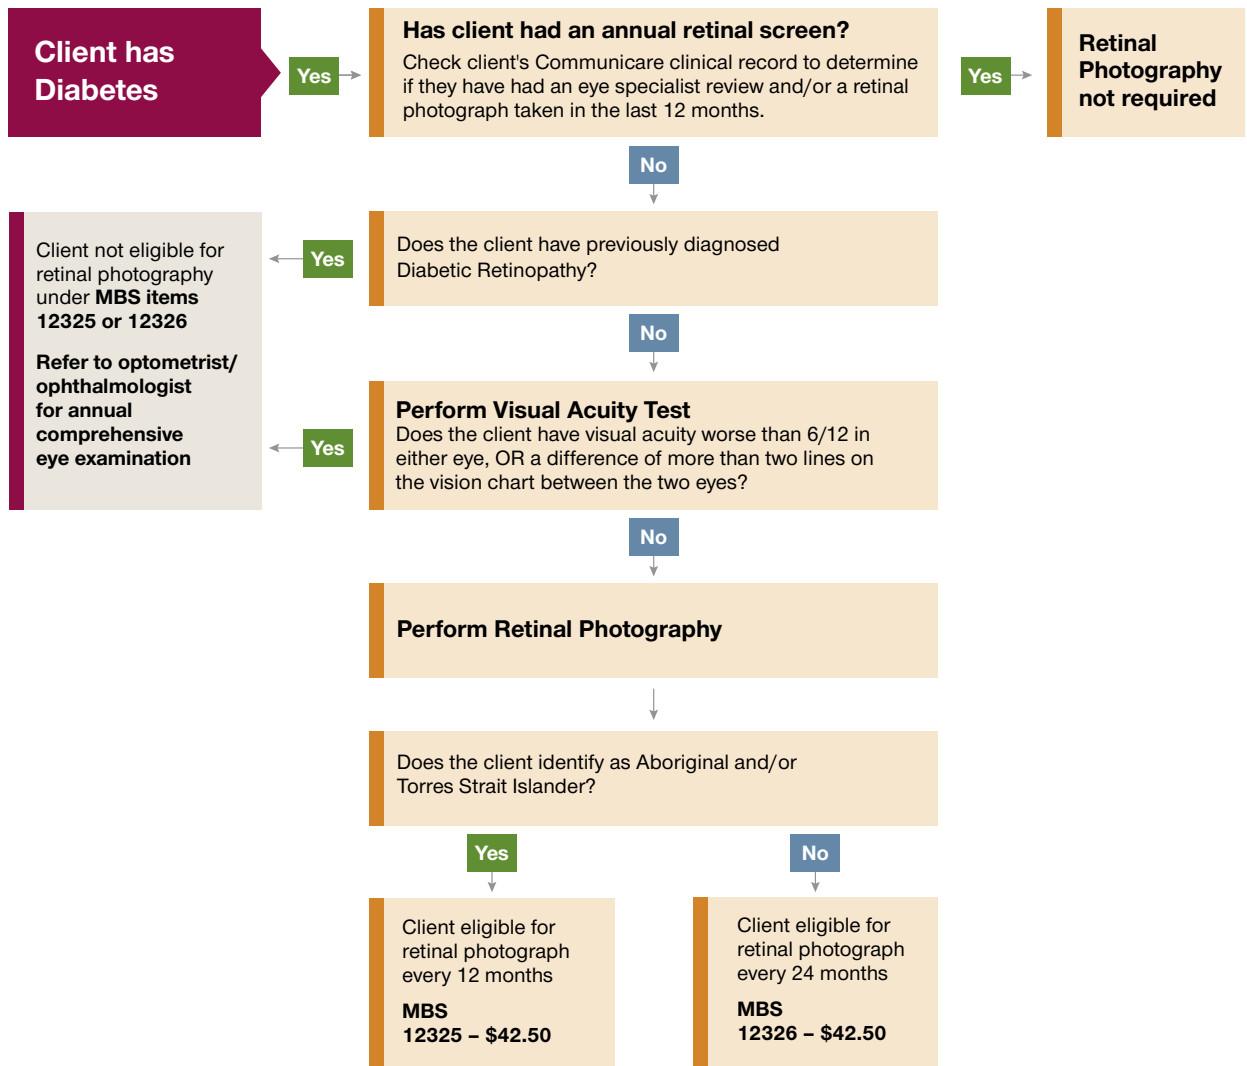 Client has
Diabetes
Yes
Has client had an annual retinal screen?
Check client's Communicare clinical record to determine
if they have had an eye specialist review and/or a retinal
photograph taken in the last 12 months.
Yes
Retinal
Photography
not required
No
Does the client have previously diagnosed
Diabetic Retinopathy?
Yes
Client not eligible for
retinal photography
under MBS items
12325 or 12326
Refer to optometrist/
ophthalmologist
for annual
comprehensive
eye examination
No
Perform Visual Acuity Test
Does the client have visual acuity worse than 6/12 in
either eye, OR a difference of more than two lines on
the vision chart between the two eyes?
Yes
No
Perform Retinal Photography
Does the client identify as Aboriginal and/or
Torres Strait Islander?
Yes
Client eligible for
retinal photograph
every 12 months
MBS
12325 – $42.50
No
Client eligible for
retinal photograph
every 24 months
MBS
12326 – $42.50